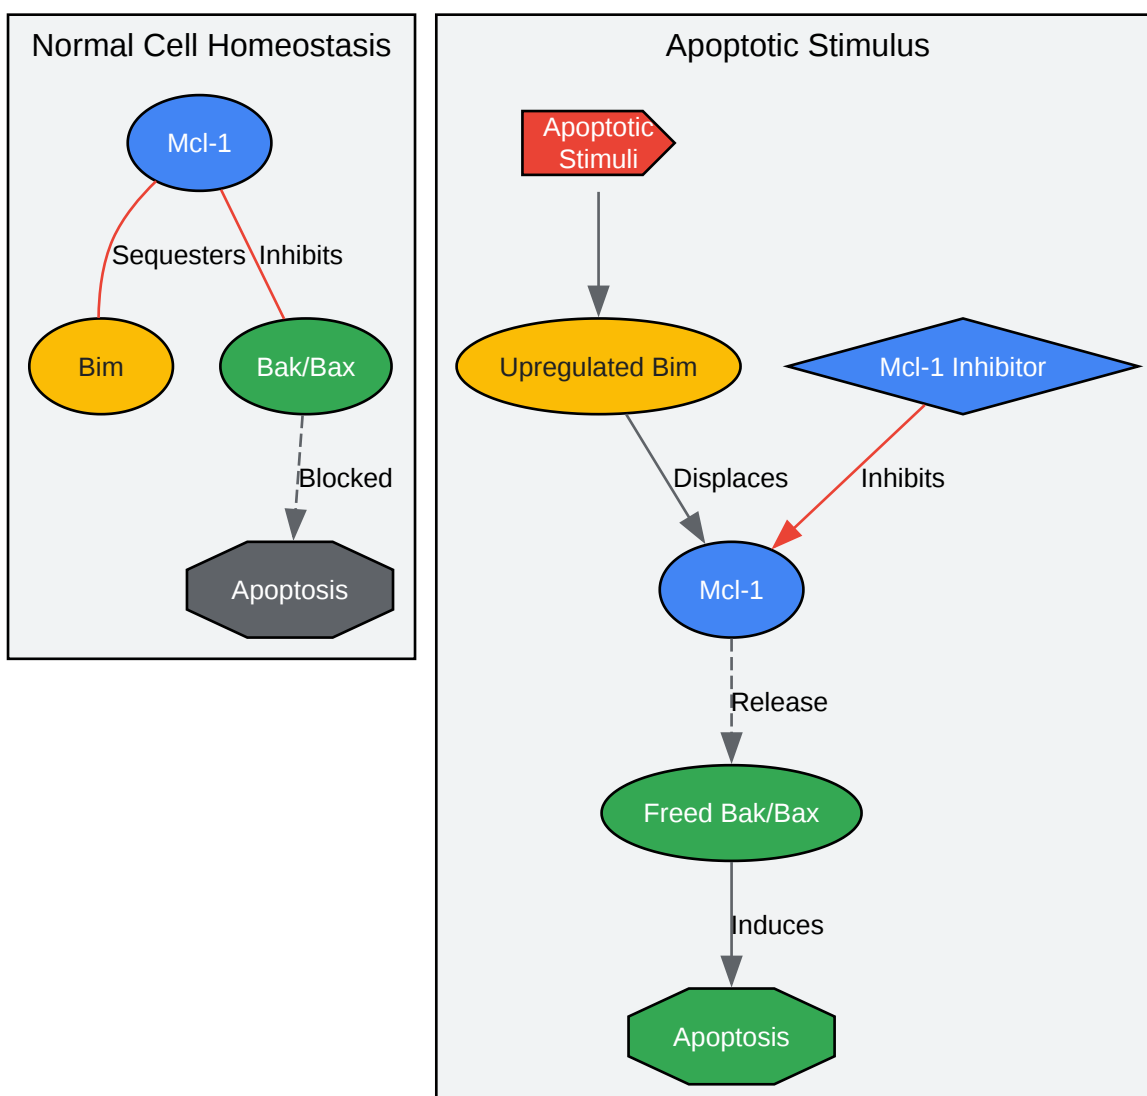 Normal Cell Homeostasis
Mcl-1
Sequesters
Inhibits
Bim
Bak/Bax
Blocked
Apoptosis
Apoptotic Stimulus
Apoptotic
Stimuli
Upregulated Bim
Mcl-1 Inhibitor
Displaces
Inhibits
Mcl-1
Release
Freed Bak/Bax
Induces
Apoptosis